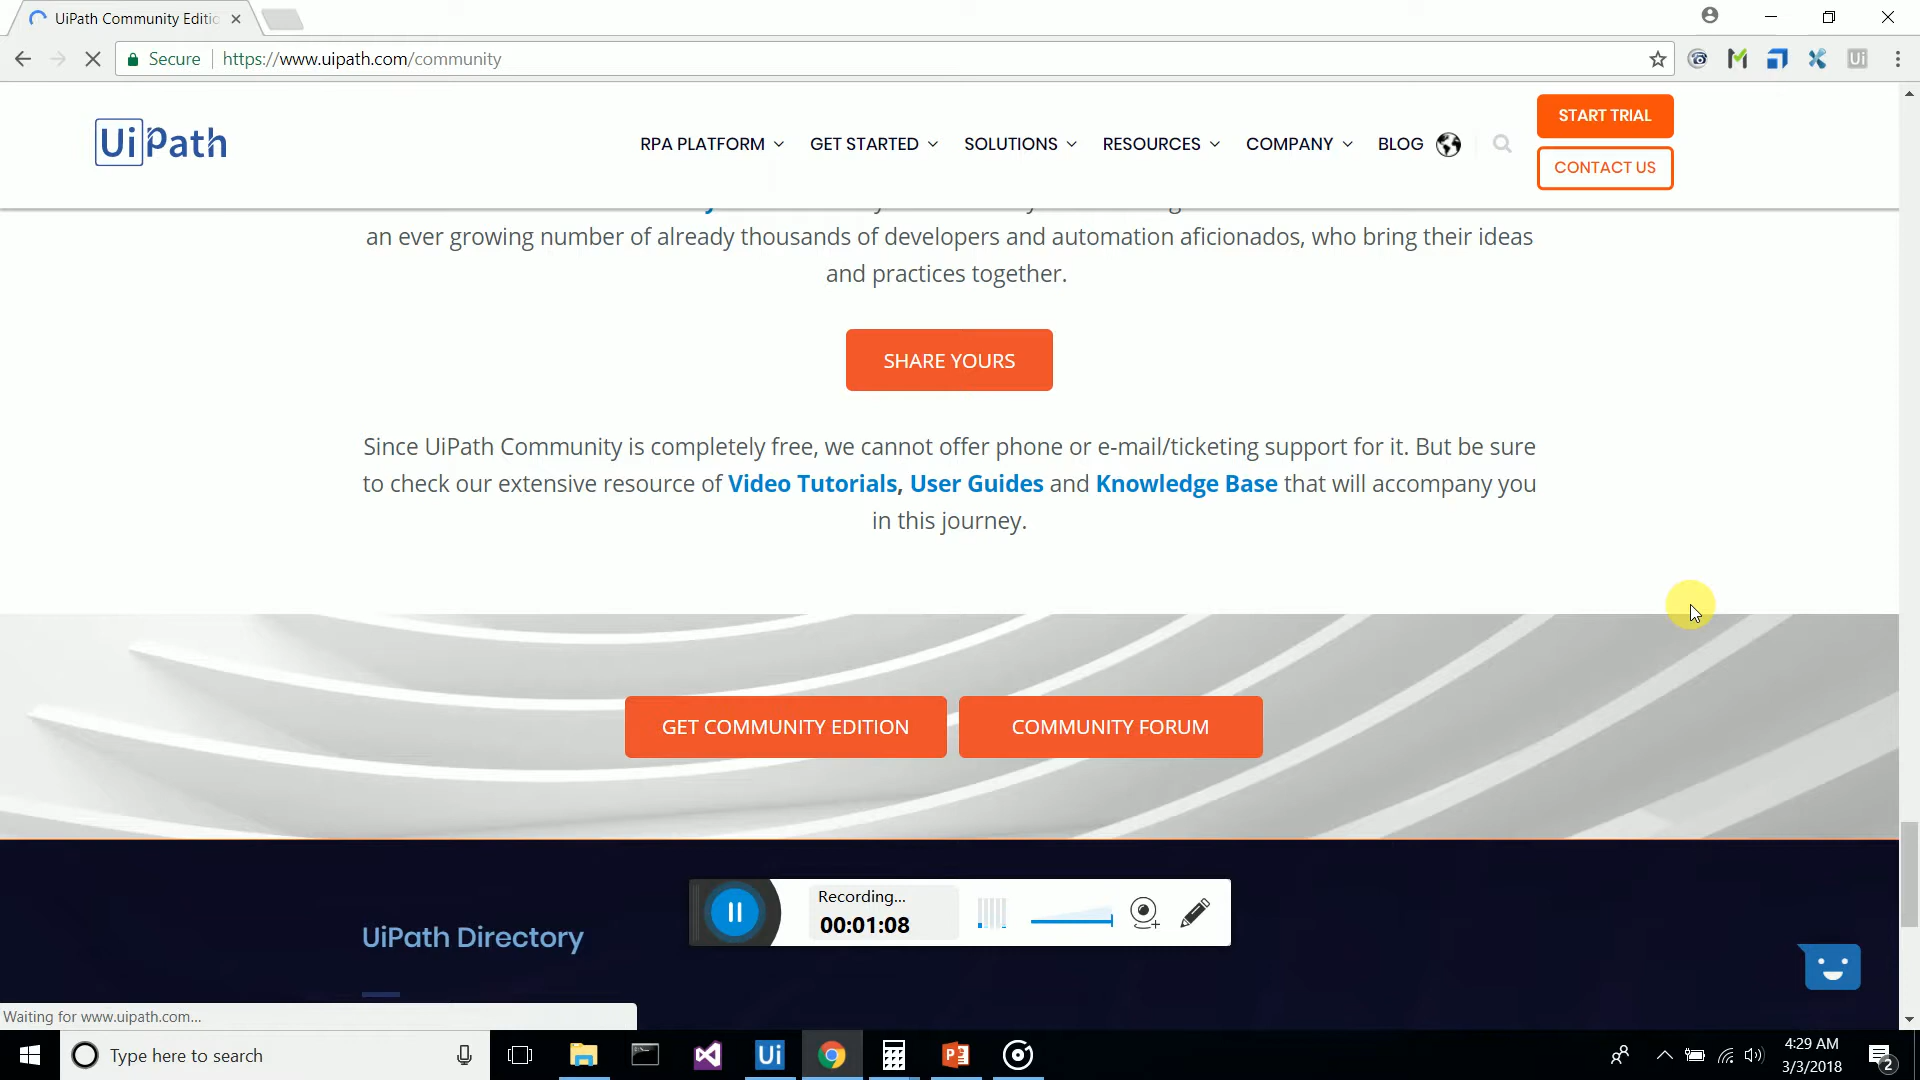 UiPath Community Editio
Secure
https://www.uipath.com/community
Ui
UiPath
RPA PLATFORM
GET STARTED
SOLUTIONS
RESOURCES
COMPANY
BLOG
START TRIAL
CONTACT US
an ever growing number of already thousands of developers and automation aficionados, who bring their ideas
and practices together.
SHARE YOURS
Since UiPath Community is completely free, we cannot offer phone or e-mail/ticketing support for it. But be sure
to check our extensive resource of Video Tutorials, User Guides and Knowledge Base that will accompany you
in this journey.
GET COMMUNITY EDITION
COMMUNITY FORUM
Recording...
00:01:08
UiPath Directory
Waiting for www.uipath.com...
Type here to search
Ui
4:29 AM
3/3/2018
2